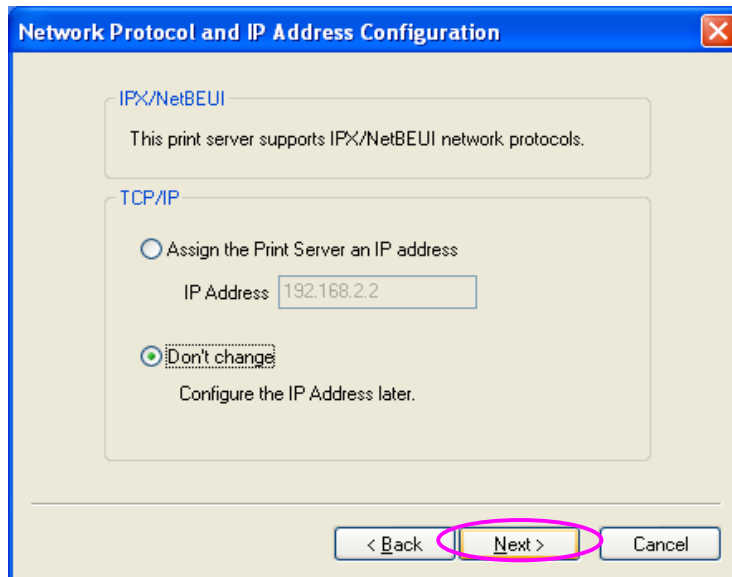 Network Protocol and IP Address Configuration
IPX/NetBEUI
This print server supports IPX/NetBEUI network protocols.
TCP/IP
Assign the Print Server an IP address
IP Address 192.168.2.2
Don't change
Configure the IP Address later.
< Back Next > Cancel